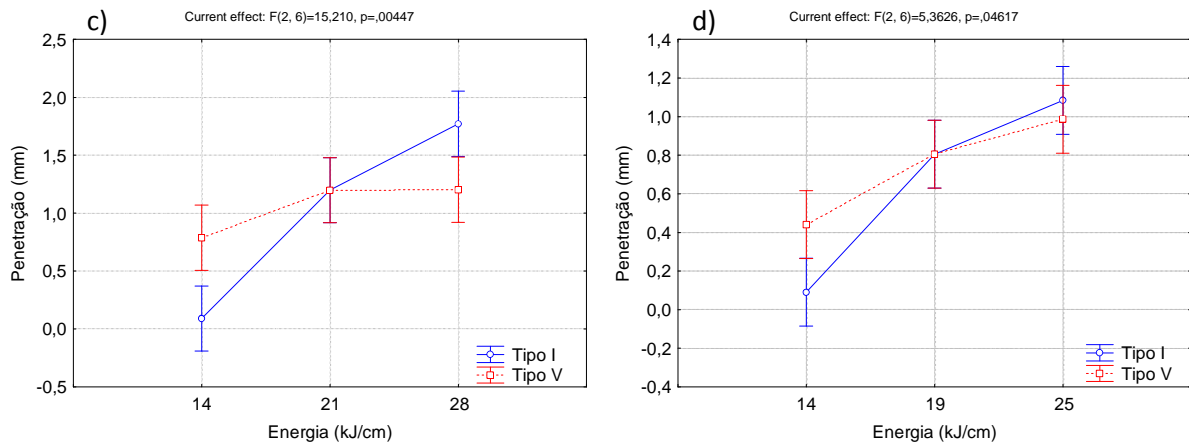 c)
Current effect: F(2, 6)=15,210, p=,00447
2,5
2,0
1,5
1,0
0,5
0,0
-0,5
Penetração (mm)
14 21 28
Energia (kJ/cm)
Tipo I
Tipo V
d)
Current effect: F(2, 6)=5,3626, p=,04617
1,4
1,2
1,0
0,8
0,6
0,4
0,2
0,0
-0,2
-0,4
Penetração (mm)
14 19 25
Energia (kJ/cm)
Tipo I
Tipo V